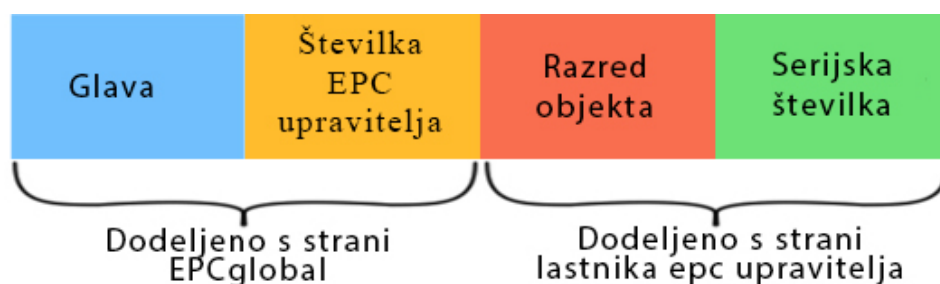 Glava
Številka
EPC
upravitelja
Razred
objekta
Serijska
številka
Dodeljeno s strani
EPCglobal
Dodeljeno s strani
lastnika epc upravitelja